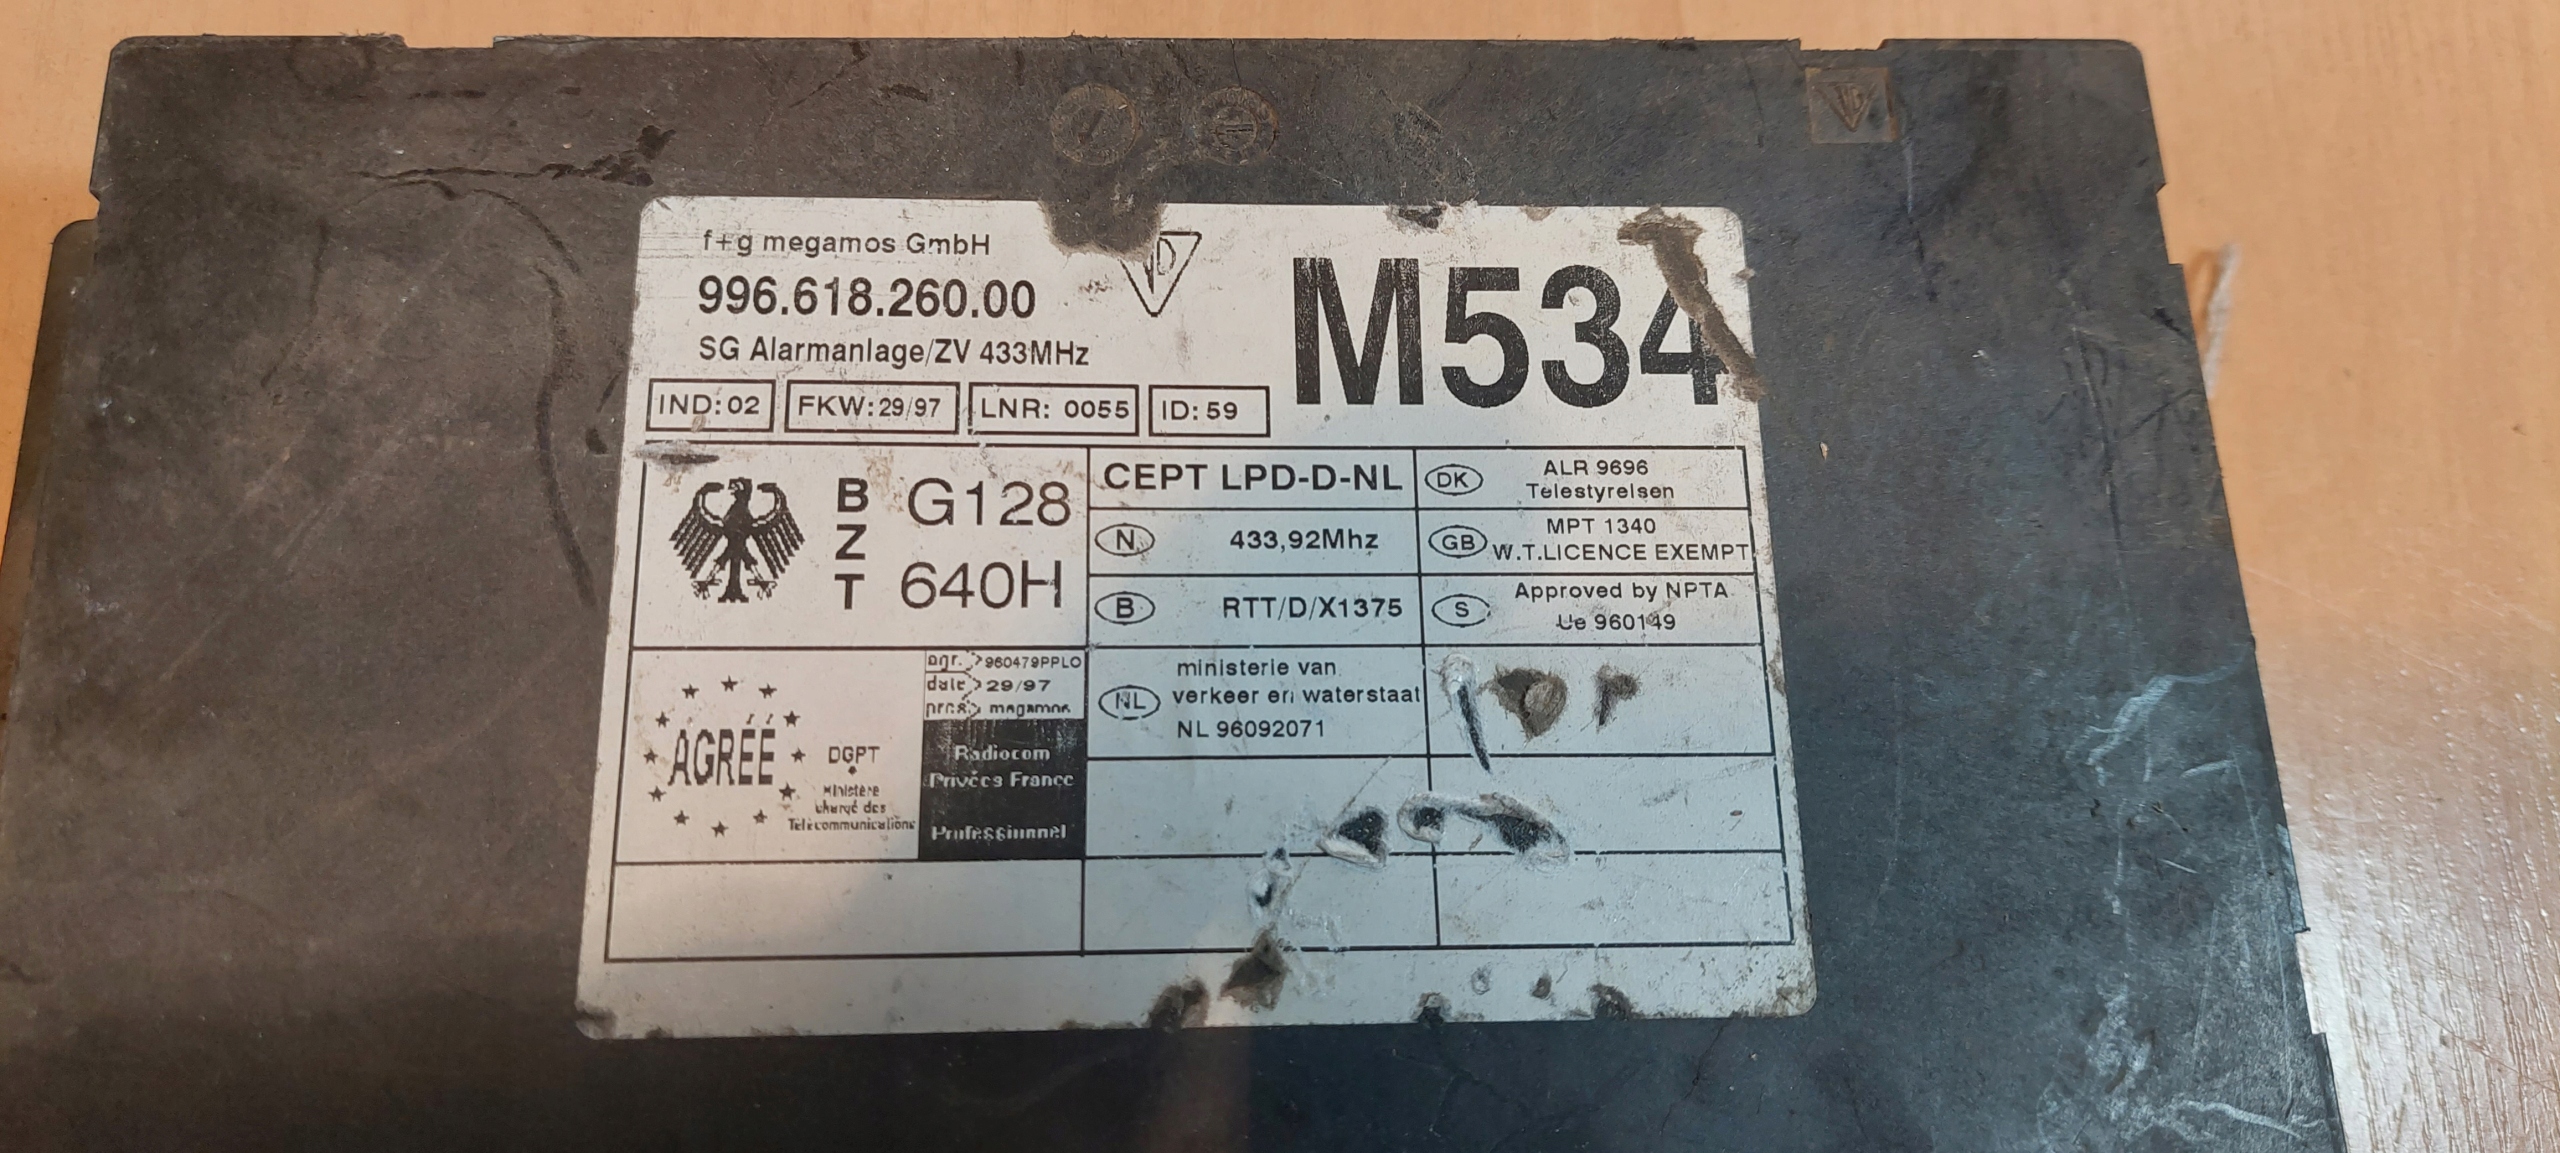 f+g megamos GmbH
996.618.260.00
SG Alarmanlage/ZV 433MHz
M534
IND: 02
FKW: 29/97
LNR: 0055
ID: 59
BZT
G128
640H
CEPT LPD-D-NL
DK
ALR 9696
Telestyrelsen
N
433,92Mhz
GB
MPT 1340
W.T.LICENCE EXEMPT
B
RTT/D/X1375
S
Approved by NPTA
Ue 960149
AGRÉÉ
DGPT
Ministère
chargé des
Télécommunications
agr. > 960479PPL0
date > 29/97
megamos
Radiocom
Privées France
Professionnel
NL
ministerie van
verkeer en waterstaat
NL 96092071